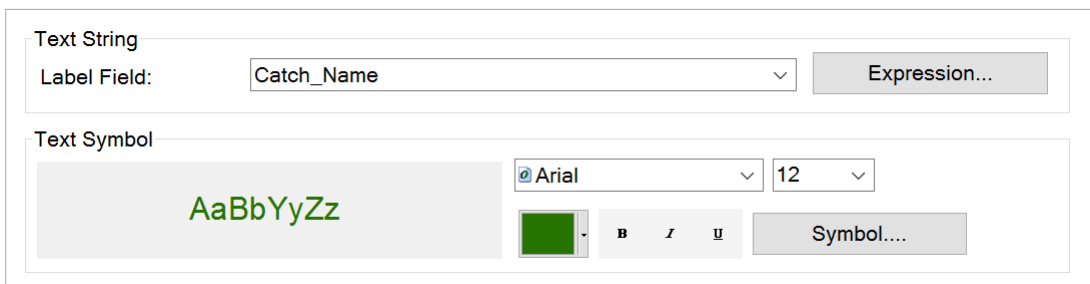 Text String
Label Field: Catch_Name Expression...
Text Symbol
AaBbYyZz
Arial 12
B I U Symbol....